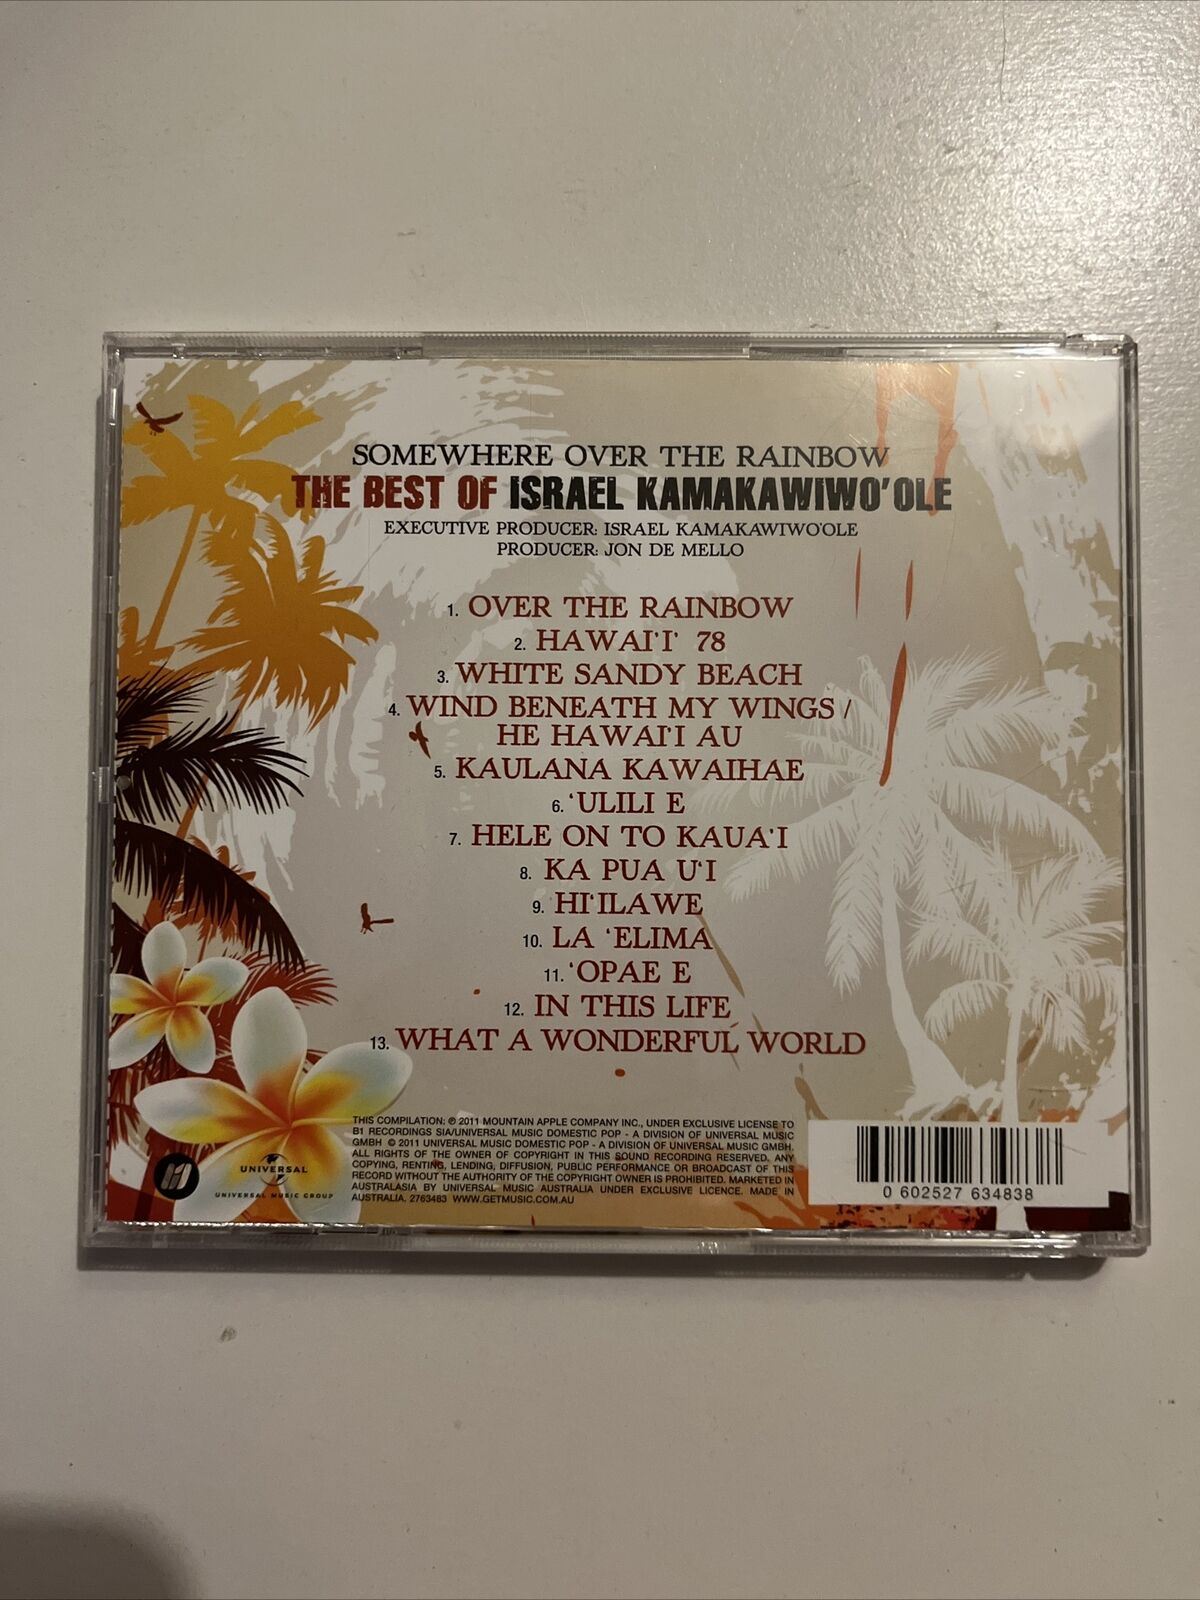 SOMEWHERE OVER THE RAINBOW
THE BEST OF ISRAEL KAMAKAWIWO'OLE
EXECUTIVE PRODUCER: ISRAEL KAMAKAWIWO'OLE
PRODUCER: JON DE MELLO
1. OVER THE RAINBOW
2. HAWAI'I' 78
3. WHITE SANDY BEACH
4. WIND BENEATH MY WINGS /
HE HAWAI'I AU
5. KAULANA KAWAIHAE
6. 'ULILI E
7. HELE ON TO KAUA'I
8. KA PUA U'I
9. HI'ILAWE
10. LA 'ELIMA
11. 'OPAE E
12. IN THIS LIFE
13. WHAT A WONDERFUL WORLD
THIS COMPILATION: ℗ 2011 MOUNTAIN APPLE COMPANY INC., UNDER EXCLUSIVE LICENSE TO
B1 RECORDINGS SIA/UNIVERSAL MUSIC DOMESTIC POP - A DIVISION OF UNIVERSAL MUSIC
GMBH © 2011 UNIVERSAL MUSIC DOMESTIC POP - A DIVISION OF UNIVERSAL MUSIC GMBH.
ALL RIGHTS OF THE OWNER OF COPYRIGHT IN THIS SOUND RECORDING RESERVED. ANY
COPYING, RENTING, LENDING, DIFFUSION, PUBLIC PERFORMANCE OR BROADCAST OF THIS
RECORD WITHOUT THE AUTHORITY OF THE COPYRIGHT OWNER IS PROHIBITED. MARKETED IN
AUSTRALASIA BY UNIVERSAL MUSIC AUSTRALIA UNDER EXCLUSIVE LICENCE. MADE IN
AUSTRALIA. 2763483 WWW.GETMUSIC.COM.AU
UNIVERSAL
UNIVERSAL MUSIC GROUP
0 602527 634838